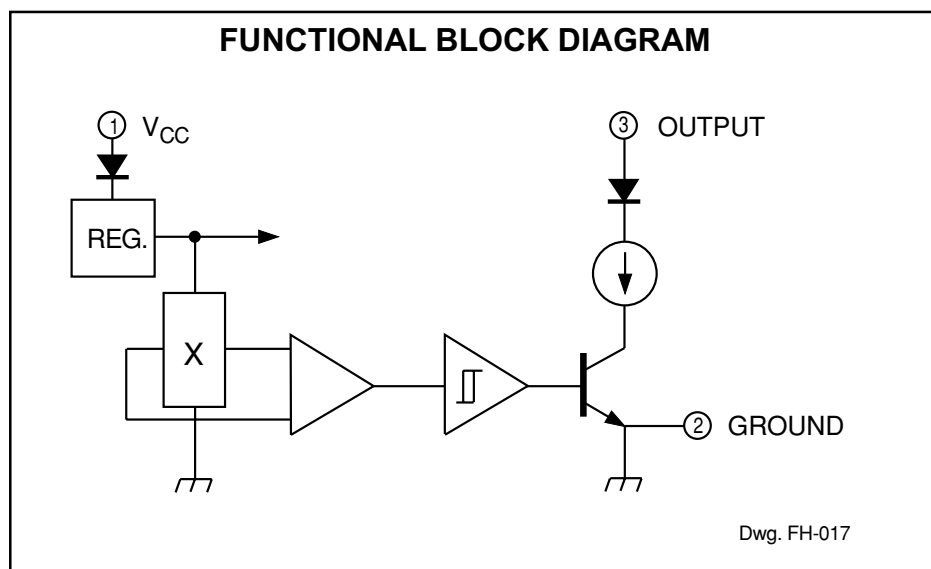 FUNCTIONAL BLOCK DIAGRAM
1 VCC
3 OUTPUT
REG.
X
2 GROUND
Dwg. FH-017